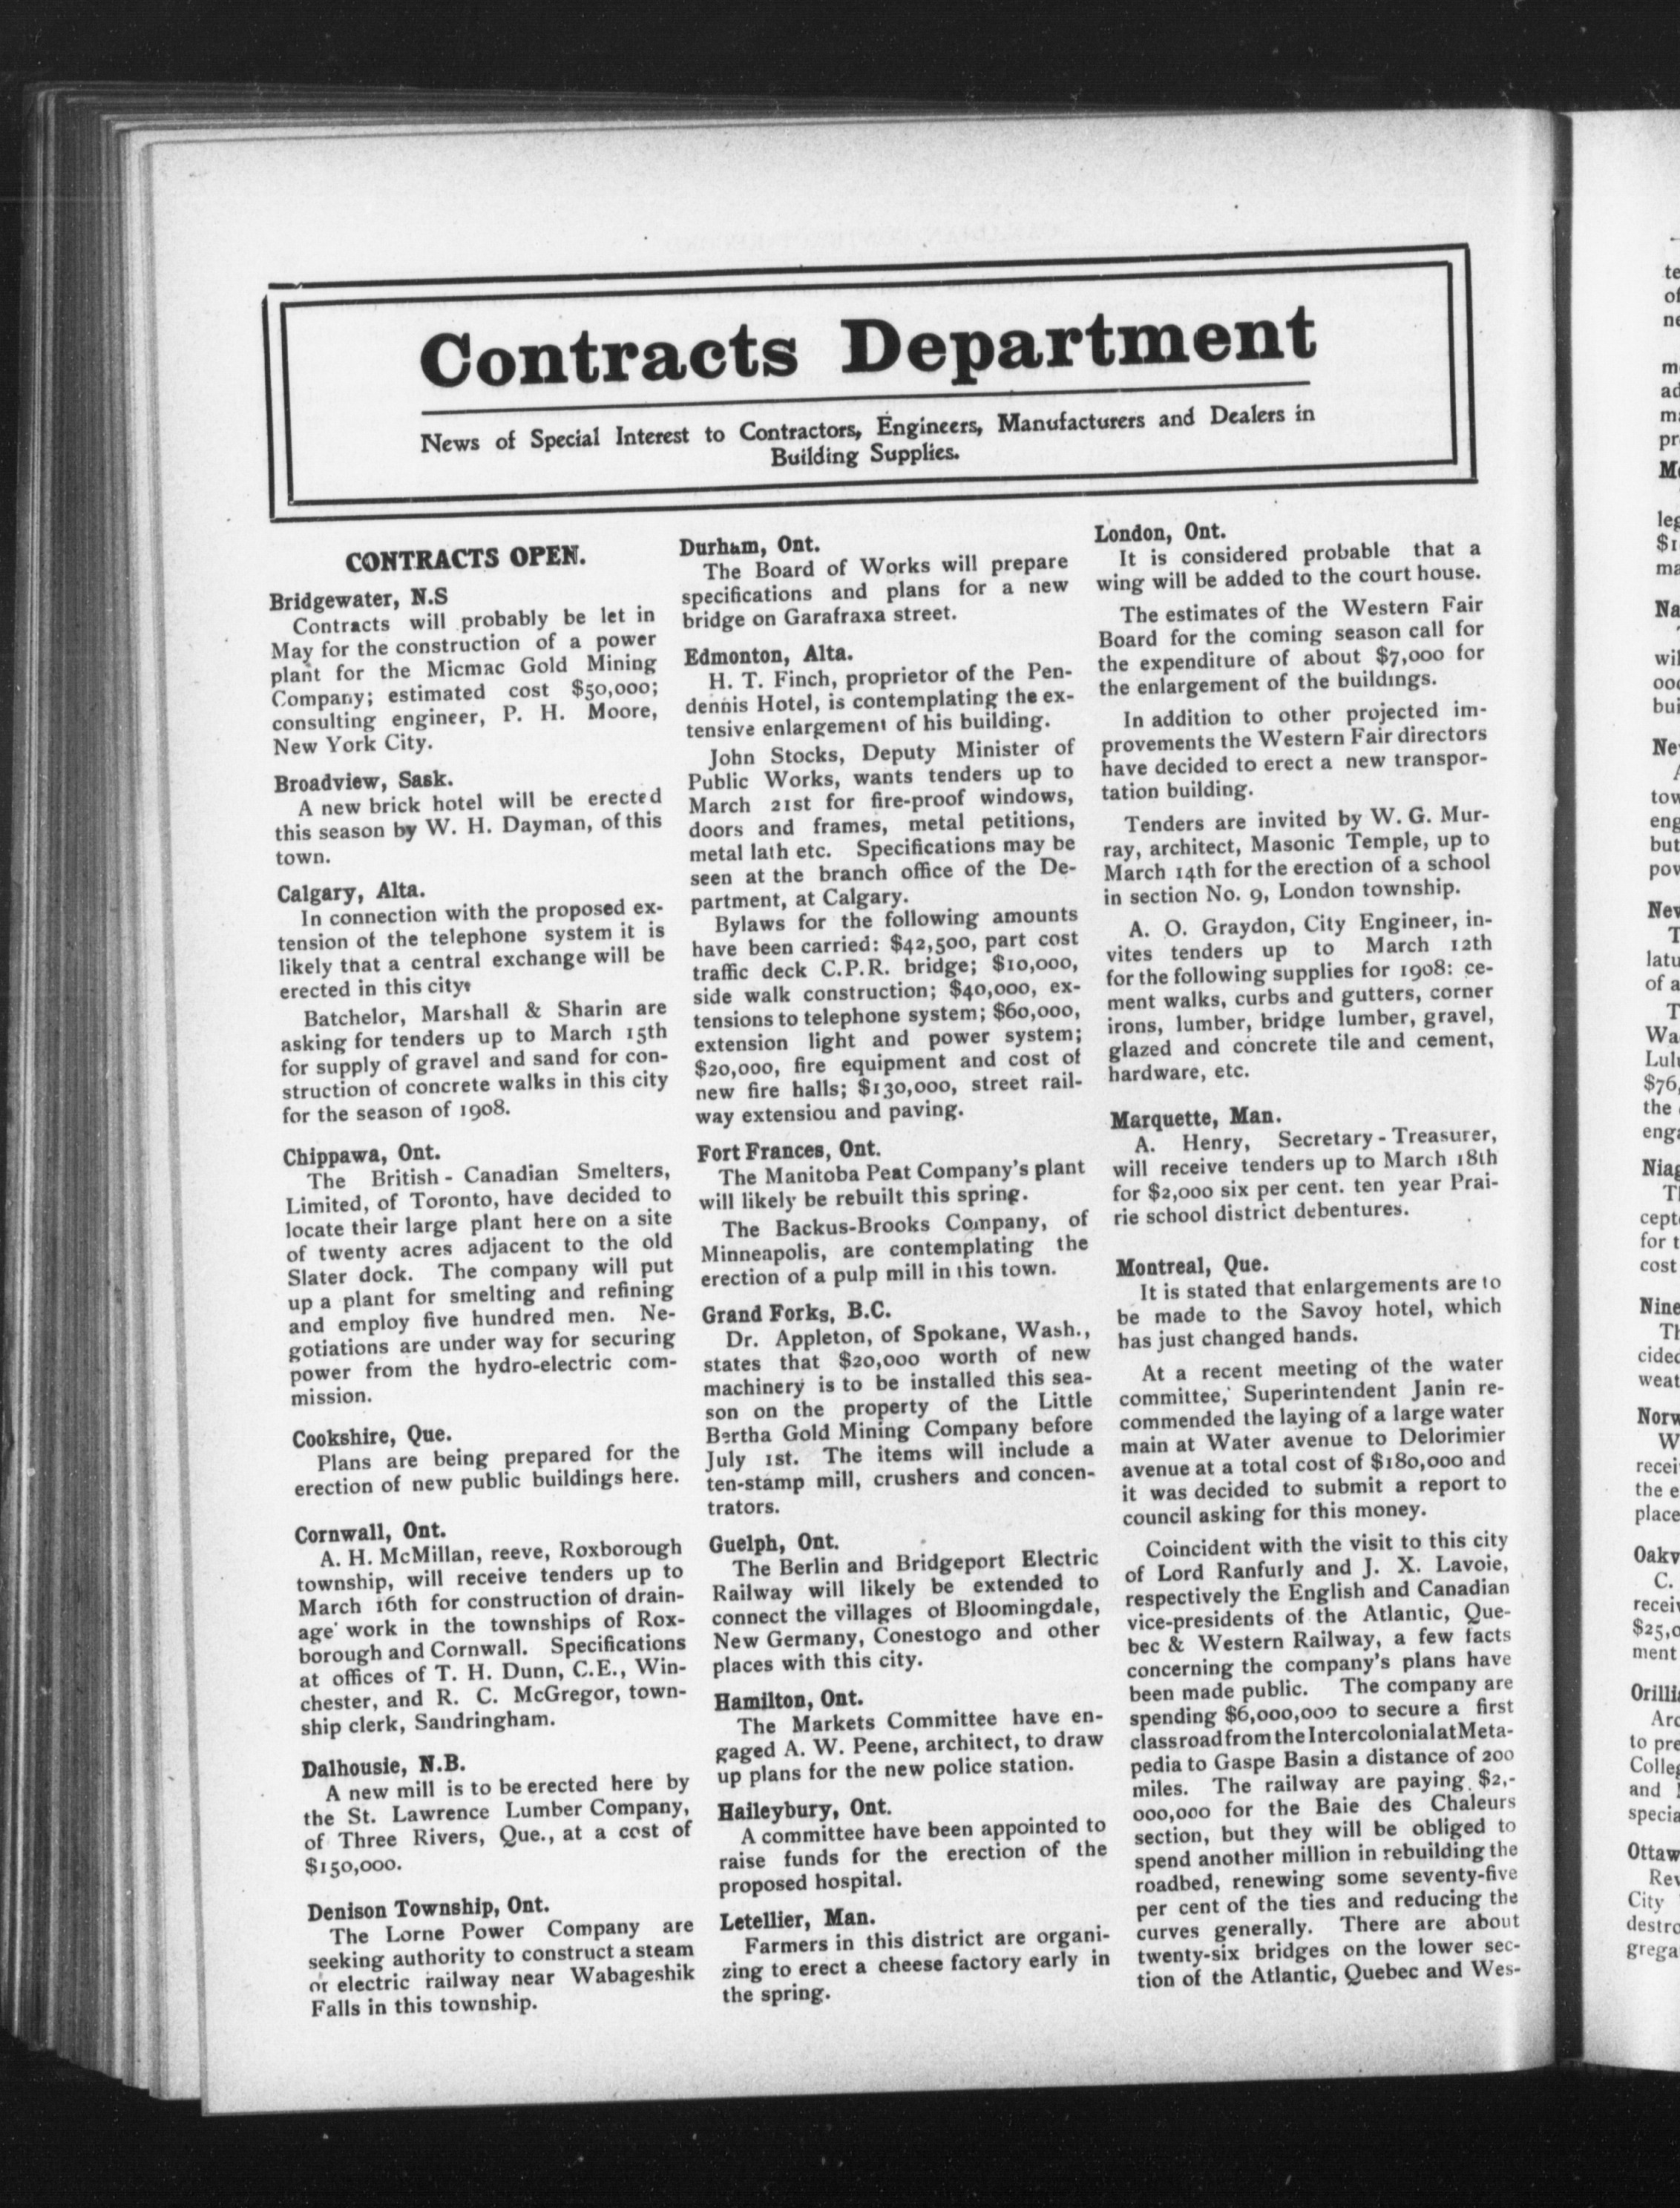 Contracts Department
News of Special Interest to Contractors, Engineers, Manufacturers and Dealers in
Building Supplies.
CONTRACTS OPEN.
Bridgewater, N.S
Contracts will probably be let in
May for the construction of a power
plant for the Micmac Gold Mining
Company; estimated cost $50,000;
consulting engineer, P. H. Moore,
New York City.
Broadview, Sask.
A new brick hotel will be erected
this season by W. H. Dayman, of this
town.
Calgary, Alta.
In connection with the proposed ex-
tension of the telephone system it is
likely that a central exchange will be
erected in this city.
Batchelor, Marshall & Sharin are
asking for tenders up to March 15th
for supply of gravel and sand for con-
struction of concrete walks in this city
for the season of 1908.
Chippawa, Ont.
The British - Canadian Smelters,
Limited, of Toronto, have decided to
locate their large plant here on a site
of twenty acres adjacent to the old
Slater dock. The company will put
up a plant for smelting and refining
and employ five hundred men. Ne-
gotiations are under way for securing
power from the hydro-electric com-
mission.
Cookshire, Que.
Plans are being prepared for the
erection of new public buildings here.
Cornwall, Ont.
A. H. McMillan, reeve, Roxborough
township, will receive tenders up to
March 16th for construction of drain-
age work in the townships of Rox-
borough and Cornwall. Specifications
at offices of T. H. Dunn, C.E., Win-
chester, and R. C. McGregor, town-
ship clerk, Sandringham.
Dalhousie, N.B.
A new mill is to be erected here by
the St. Lawrence Lumber Company,
of Three Rivers, Que., at a cost of
$150,000.
Denison Township, Ont.
The Lorne Power Company are
seeking authority to construct a steam
or electric railway near Wabageshik
Falls in this township.
Durham, Ont.
The Board of Works will prepare
specifications and plans for a new
bridge on Garafraxa street.
Edmonton, Alta.
H. T. Finch, proprietor of the Pen-
dennis Hotel, is contemplating the ex-
tensive enlargement of his building.
John Stocks, Deputy Minister of
Public Works, wants tenders up to
March 21st for fire-proof windows,
doors and frames, metal petitions,
metal lath etc. Specifications may be
seen at the branch office of the De-
partment, at Calgary.
Bylaws for the following amounts
have been carried: $42,500, part cost
traffic deck C.P.R. bridge; $10,000,
side walk construction; $40,000, ex-
tensions to telephone system; $60,000,
extension light and power system;
$20,000, fire equipment and cost of
new fire halls; $130,000, street rail-
way extensiou and paving.
Fort Frances, Ont.
The Manitoba Peat Company's plant
will likely be rebuilt this spring.
The Backus-Brooks Company, of
Minneapolis, are contemplating the
erection of a pulp mill in this town.
Grand Forks, B.C.
Dr. Appleton, of Spokane, Wash.,
states that $20,000 worth of new
machinery is to be installed this sea-
son on the property of the Little
Bertha Gold Mining Company before
July 1st. The items will include a
ten-stamp mill, crushers and concen-
trators.
Guelph, Ont.
The Berlin and Bridgeport Electric
Railway will likely be extended to
connect the villages of Bloomingdale,
New Germany, Conestogo and other
places with this city.
Hamilton, Ont.
The Markets Committee have en-
gaged A. W. Peene, architect, to draw
up plans for the new police station.
Haileybury, Ont.
A committee have been appointed to
raise funds for the erection of the
proposed hospital.
Letellier, Man.
Farmers in this district are organi-
zing to erect a cheese factory early in
the spring.
London, Ont.
It is considered probable that a
wing will be added to the court house.
The estimates of the Western Fair
Board for the coming season call for
the expenditure of about $7,000 for
the enlargement of the buildings.
In addition to other projected im-
provements the Western Fair directors
have decided to erect a new transpor-
tation building.
Tenders are invited by W. G. Mur-
ray, architect, Masonic Temple, up to
March 14th for the erection of a school
in section No. 9, London township.
A. O. Graydon, City Engineer, in-
vites tenders up to March 12th
for the following supplies for 1908: ce-
ment walks, curbs and gutters, corner
irons, lumber, bridge lumber, gravel,
glazed and concrete tile and cement,
hardware, etc.
Marquette, Man.
A. Henry, Secretary - Treasurer,
will receive tenders up to March 18th
for $2,000 six per cent. ten year Prai-
rie school district debentures.
Montreal, Que.
It is stated that enlargements are to
be made to the Savoy hotel, which
has just changed hands.
At a recent meeting of the water
committee, Superintendent Janin re-
commended the laying of a large water
main at Water avenue to Delorimier
avenue at a total cost of $180,000 and
it was decided to submit a report to
council asking for this money.
Coincident with the visit to this city
of Lord Ranfurly and J. X. Lavoie,
respectively the English and Canadian
vice-presidents of the Atlantic, Que-
bec & Western Railway, a few facts
concerning the company's plans have
been made public. The company are
spending $6,000,000 to secure a first
class road from the Intercolonial at Meta-
pedia to Gaspe Basin a distance of 200
miles. The railway are paying $2,-
000,000 for the Baie des Chaleurs
section, but they will be obliged to
spend another million in rebuilding the
roadbed, renewing some seventy-five
per cent of the ties and reducing the
curves generally. There are about
twenty-six bridges on the lower sec-
tion of the Atlantic, Quebec and Wes-